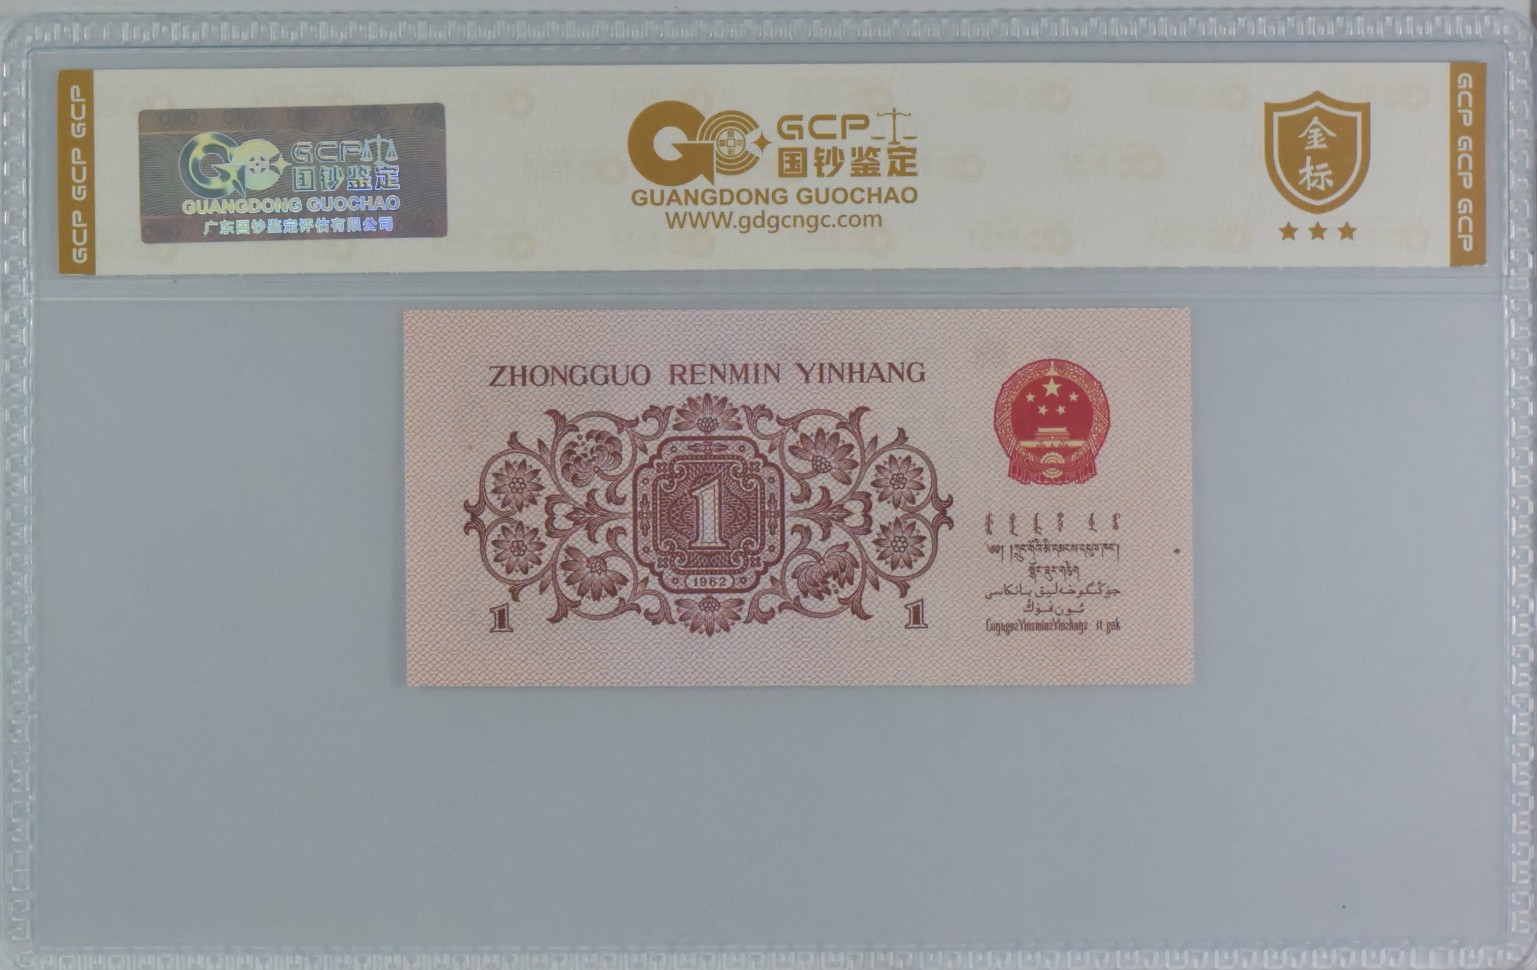 GCP GCP GCP
GCP
国钞鉴定
GUANGDONG GUOCHAO
广东国钞鉴定评估有限公司
GCP
国钞鉴定
GUANGDONG GUOCHAO
WWW.gdgcngc.com
金标
GCP GCP GCP
ZHONGGUO RENMIN YINHANG
1
1962
1
1
جۇڭگوخەلىق بانكاسى